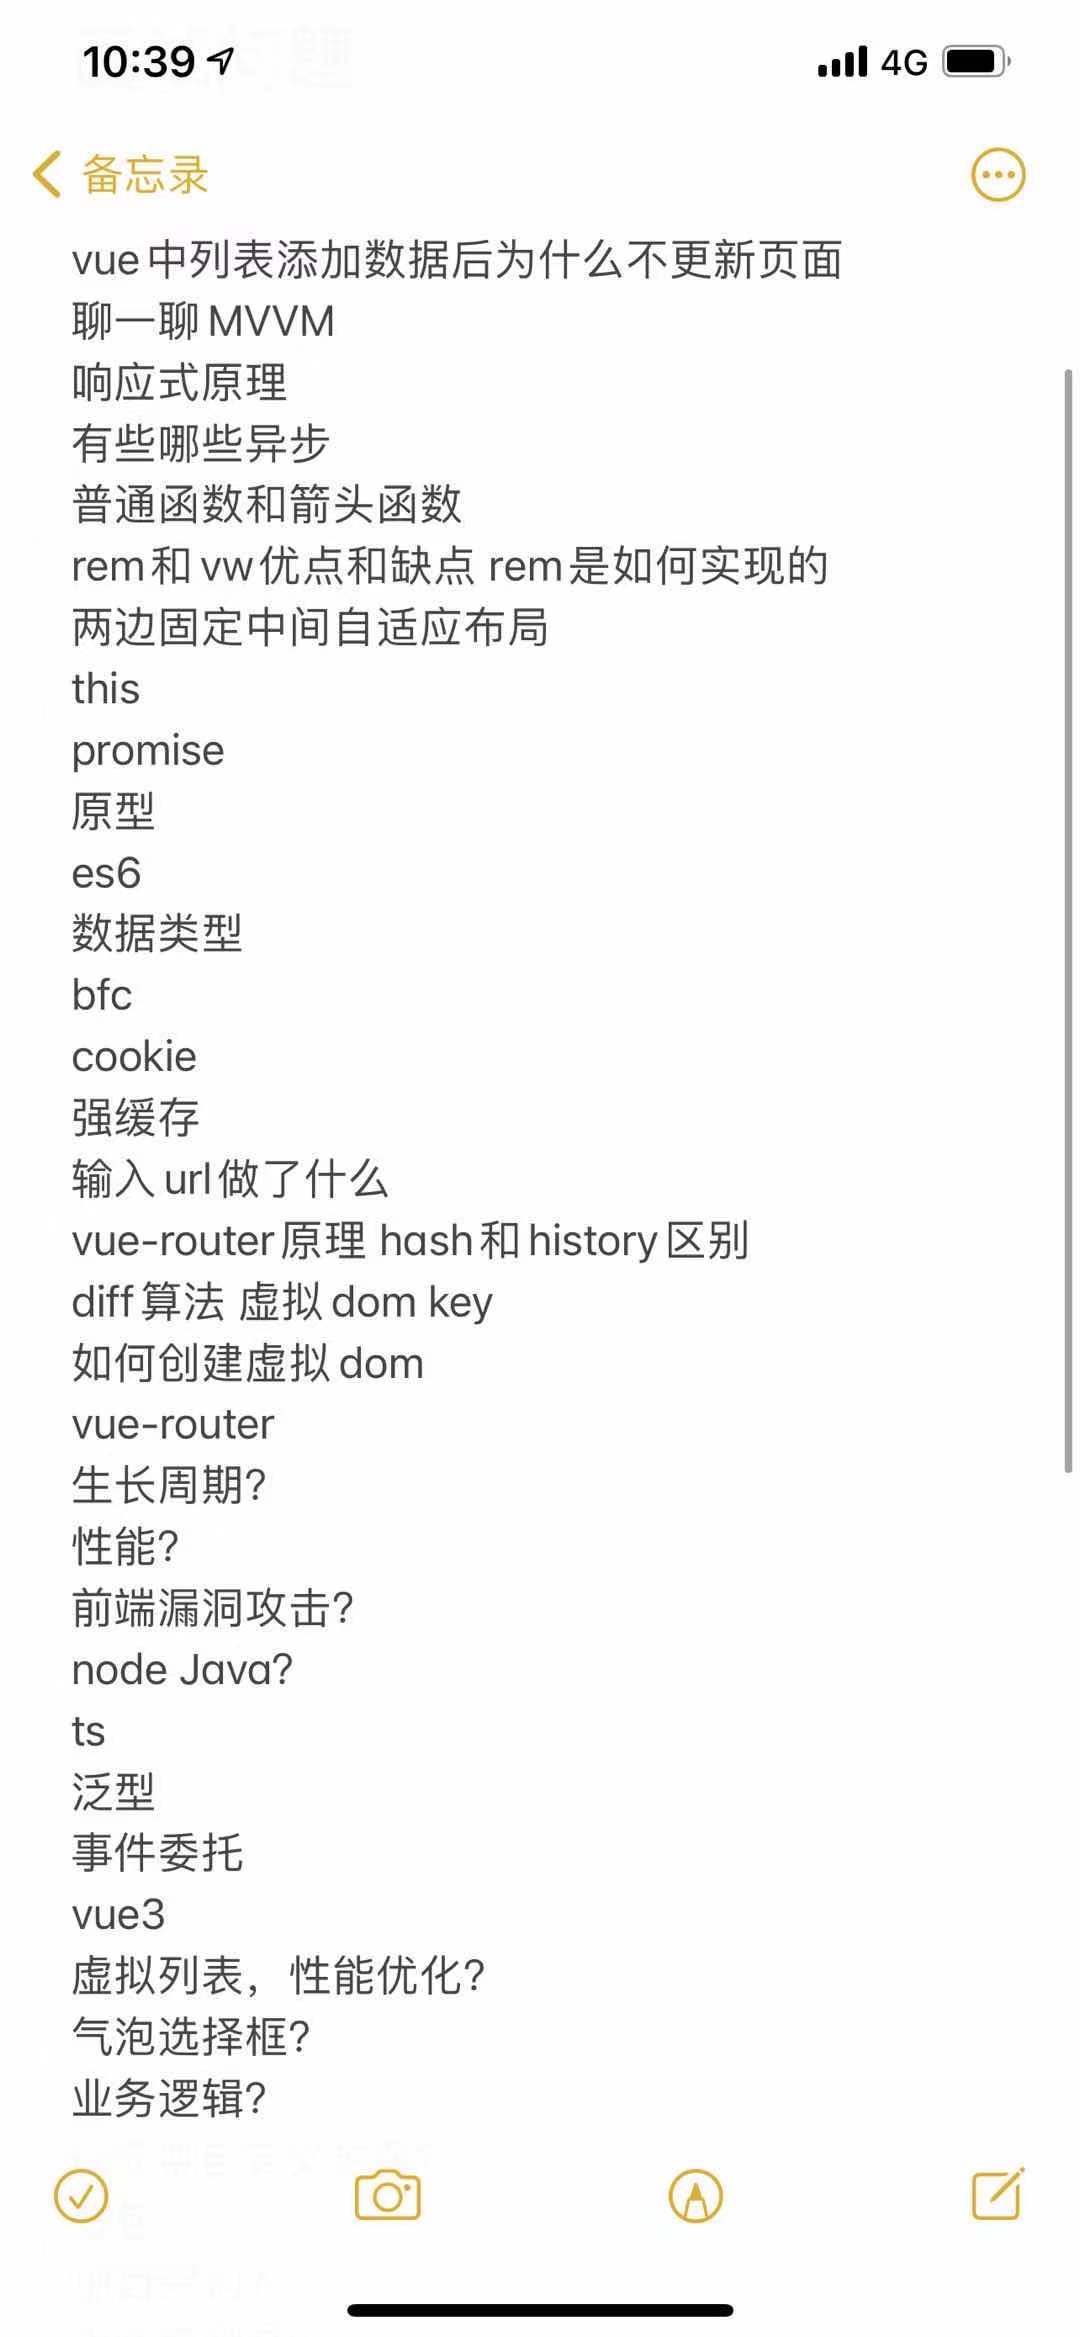 10:39 4G
备忘录
vue中列表添加数据后为什么不更新页面
聊一聊MVVM
响应式原理
有些哪些异步
普通函数和箭头函数
rem和vw优点和缺点 rem是如何实现的
两边固定中间自适应布局
this
promise
原型
es6
数据类型
bfc
cookie
强缓存
输入url做了什么
vue-router原理 hash和history区别
diff算法 虚拟dom key
如何创建虚拟dom
vue-router
生长周期?
性能?
前端漏洞攻击?
node Java?
ts
泛型
事件委托
vue3
虚拟列表，性能优化?
气泡选择框?
业务逻辑?